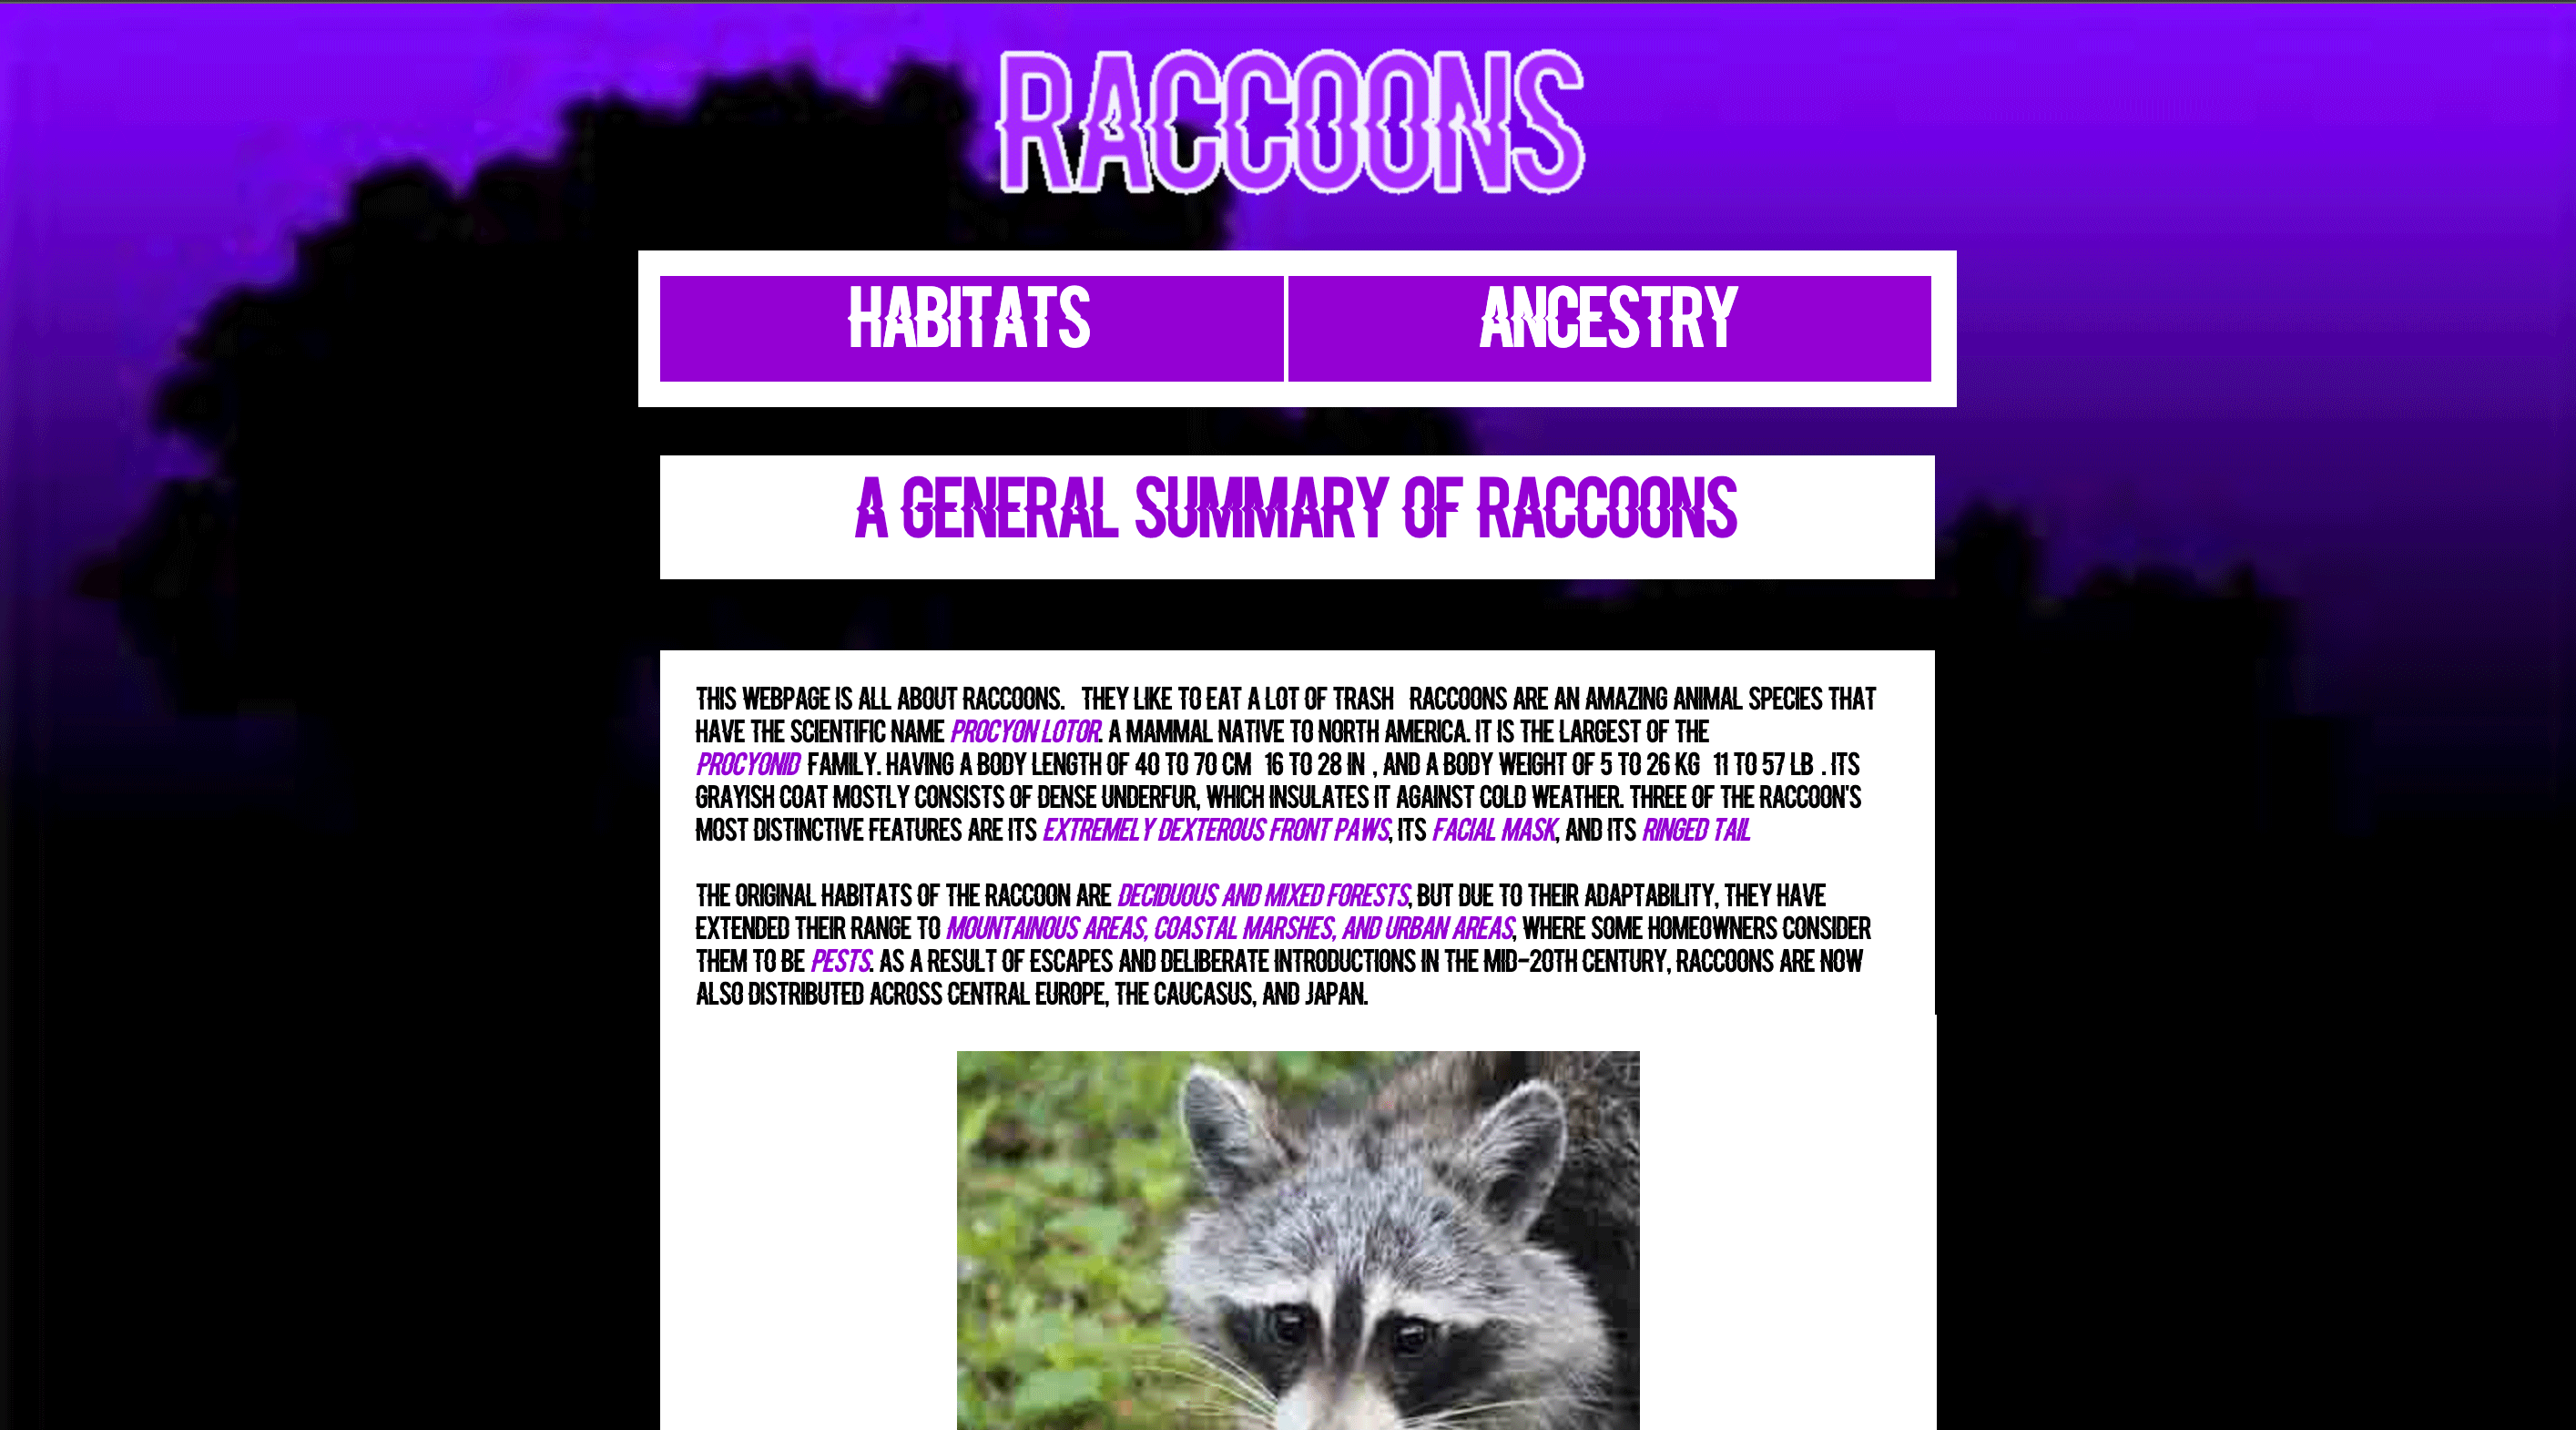 RACCOONS
HABITATS
ANCESTRY
A GENERAL SUMMARY OF RACCOONS
THIS WEBPAGE IS ALL ABOUT RACCOONS. THEY LIKE TO EAT A LOT OF TRASH RACCOONS ARE AN AMAZING ANIMAL SPECIES THAT
HAVE THE SCIENTIFIC NAME PROCYON LOTOR. A MAMMAL NATIVE TO NORTH AMERICA. IT IS THE LARGEST OF THE
PROCYONID FAMILY. HAVING A BODY LENGTH OF 40 TO 70 CM 16 TO 28 IN , AND A BODY WEIGHT OF 5 TO 26 KG 11 TO 57 LB . ITS
GRAYISH COAT MOSTLY CONSISTS OF DENSE UNDERFUR, WHICH INSULATES IT AGAINST COLD WEATHER. THREE OF THE RACCOON'S
MOST DISTINCTIVE FEATURES ARE ITS EXTREMELY DEXTEROUS FRONT PAWS, ITS FACIAL MASK, AND ITS RINGED TAIL
THE ORIGINAL HABITATS OF THE RACCOON ARE DECIDUOUS AND MIXED FORESTS, BUT DUE TO THEIR ADAPTABILITY, THEY HAVE
EXTENDED THEIR RANGE TO MOUNTAINOUS AREAS, COASTAL MARSHES, AND URBAN AREAS, WHERE SOME HOMEOWNERS CONSIDER
THEM TO BE PESTS. AS A RESULT OF ESCAPES AND DELIBERATE INTRODUCTIONS IN THE MID-20TH CENTURY, RACCOONS ARE NOW
ALSO DISTRIBUTED ACROSS CENTRAL EUROPE, THE CAUCASUS, AND JAPAN.